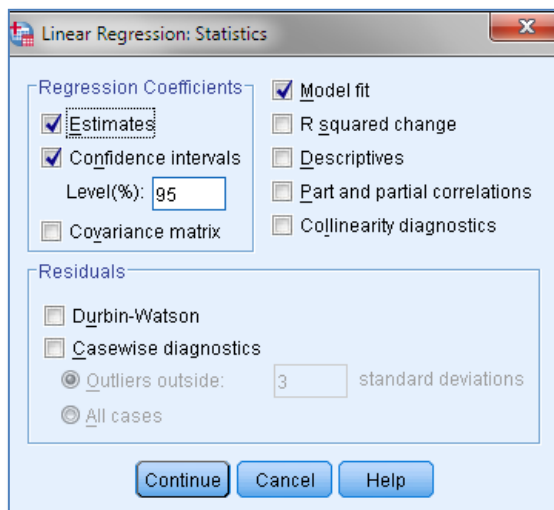 Linear Regression: Statistics
Regression Coefficients
Estimates
Confidence intervals
Level(%): 95
Covariance matrix
Model fit
R squared change
Descriptives
Part and partial correlations
Collinearity diagnostics
Residuals
Durbin-Watson
Casewise diagnostics
Outliers outside: 3 standard deviations
All cases
Continue Cancel Help